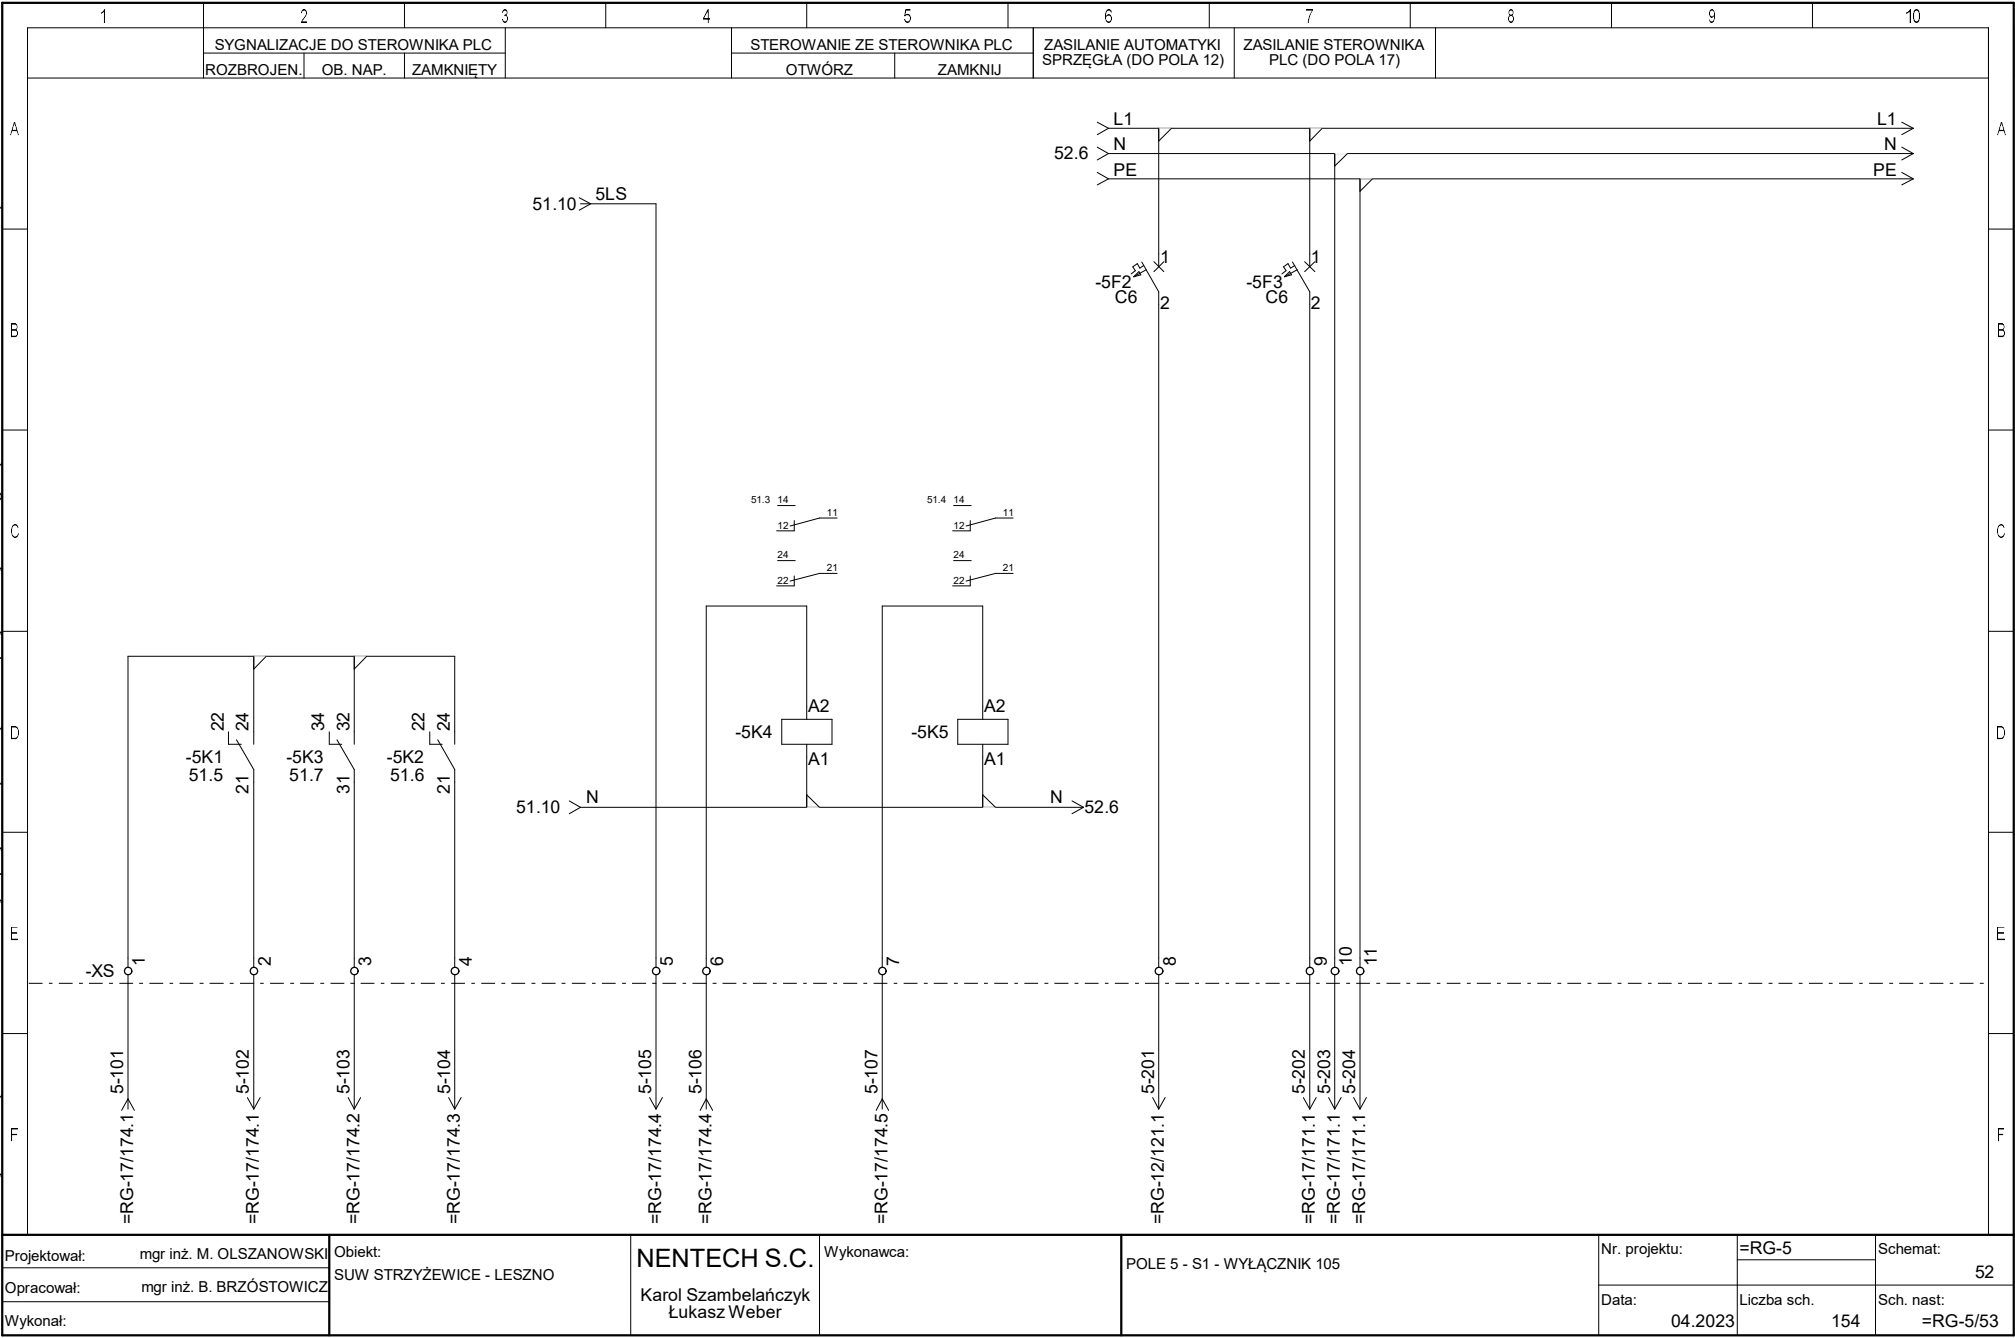 1 2 3 4 5 6 7 8 9 10
SYGNALIZACJE DO STEROWNIKA PLC
ROZBROJEN. OB. NAP. ZAMKNIĘTY
STEROWANIE ZE STEROWNIKA PLC
OTWÓRZ ZAMKNIJ
ZASILANIE AUTOMATYKI
SPRZĘGŁA (DO POLA 12)
ZASILANIE STEROWNIKA
PLC (DO POLA 17)
A L1 L1 A
52.6 N N
PE PE
51.10 5LS
-5F2 1
C6 2
-5F3 1
C6 2
B B
51.3 14
12 11
24
22 21
51.4 14
12 11
24
22 21
C C
22 24
-5K1
51.5
21
34 32
-5K3
51.7
31
22 24
-5K2
51.6
21
A2
-5K4
A1
A2
-5K5
A1
D D
51.10 N N 52.6
E E
-XS 1 2 3 4 5 6 7 8 9 10 11
5-101 5-102 5-103 5-104 5-105 5-106 5-107 5-201 5-202 5-203 5-204
F F
=RG-17/174.1 =RG-17/174.1 =RG-17/174.2 =RG-17/174.3 =RG-17/174.4 =RG-17/174.4 =RG-17/174.5 =RG-12/121.1 =RG-17/171.1 =RG-17/171.1 =RG-17/171.1
Projektował: mgr inż. M. OLSZANOWSKI
Opracował: mgr inż. B. BRZÓSTOWICZ
Wykonał:
Obiekt:
SUW STRZYŻEWICE - LESZNO
NENTECH S.C.
Karol Szambelańczyk
Łukasz Weber
Wykonawca:
POLE 5 - S1 - WYŁĄCZNIK 105
Nr. projektu: =RG-5
Schemat:
52
Data:
04.2023
Liczba sch.
154
Sch. nast:
=RG-5/53